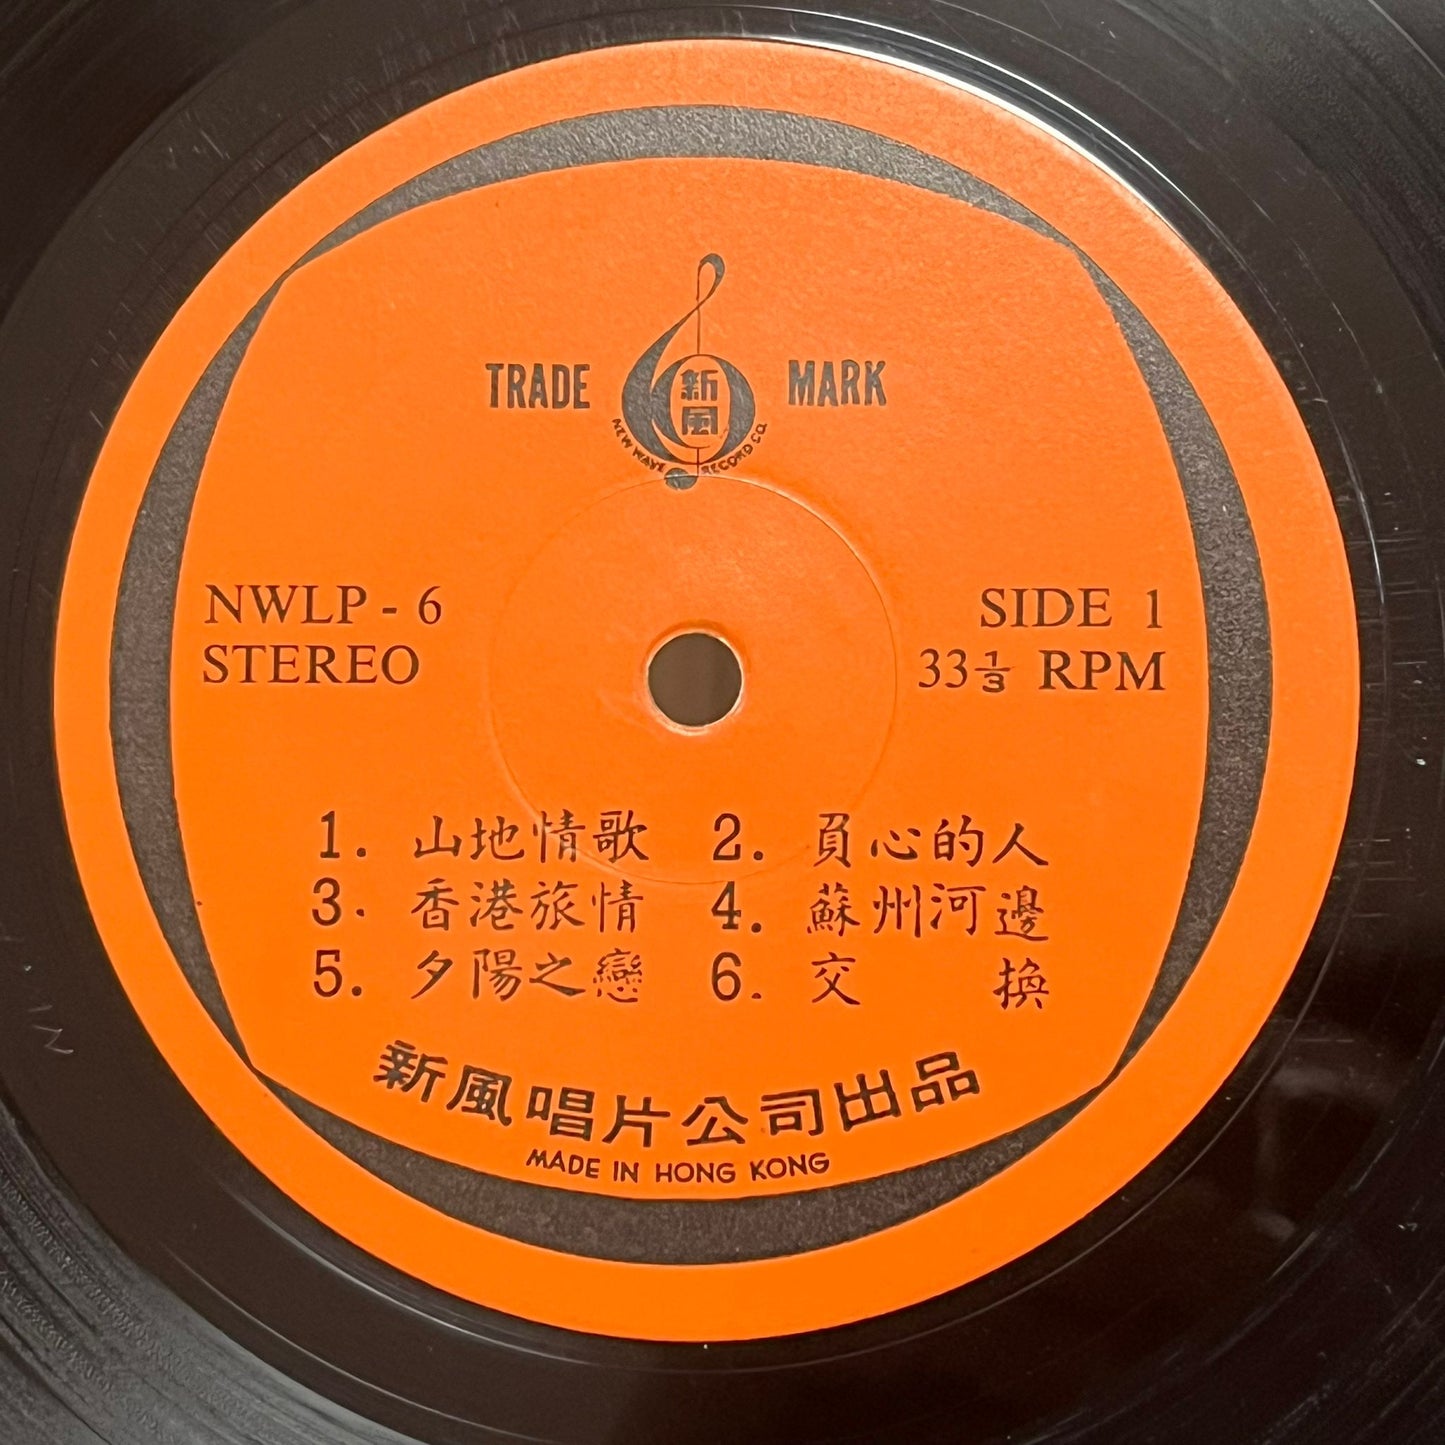 TRADE 新風 MARK
NEW WAVE RECORD CO.
NWLP - 6 SIDE 1
STEREO 33⅓ RPM
1. 山地情歌 2. 負心的人
3. 香港旅情 4. 蘇州河邊
5. 夕陽之戀 6. 交換
新風唱片公司出品
MADE IN HONG KONG